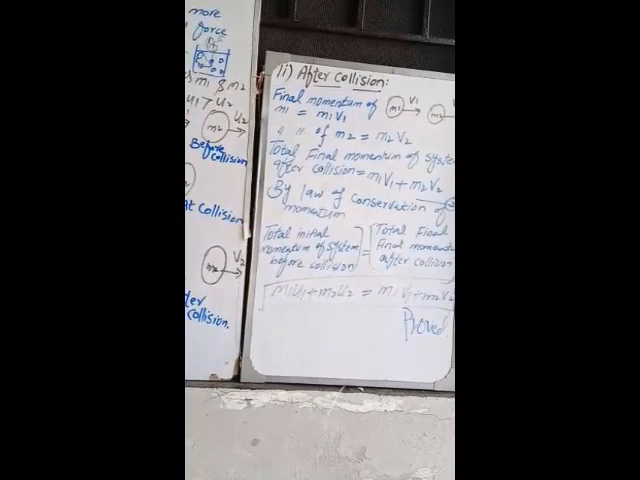 more
force
m1 & m2
u1 > u2
m2 u2
Before
collision
At Collision
m2 V2
collision.
ii) After Collision:
Final momentum of m1 V1
m1 = m1V1
" " of m2 = m2V2
Total Final momentum of system
after collision = m1V1 + m2V2
By law of conservation of
momentum
Total initial
momentum of system
before collision
=
Total Final
Final moment
after collision
m1u1 + m2u2 = m1V1 + m2V2
Proved.